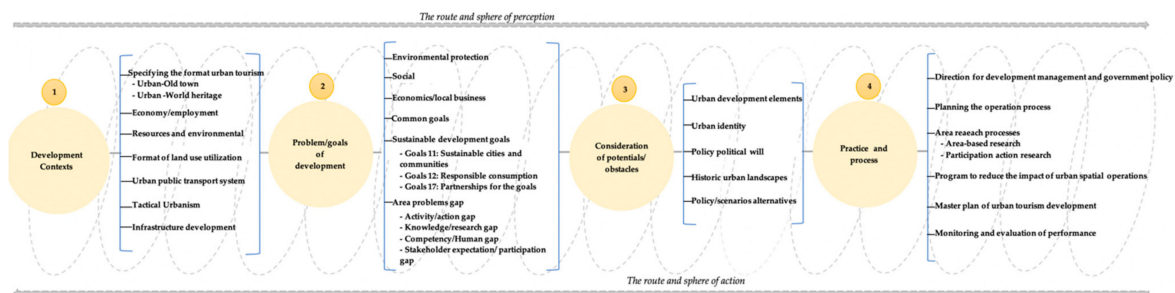 The route and sphere of perception
1
Development
Contexts
Specifying the format urban tourism
- Urban-Old town
- Urban -World heritage
Economy/employment
Resources and environmental
Format of land use utilization
Urban public transport system
Tactical Urbanism
Infrastructure development
2
Problem/goals
of
development
Environmental protection
Social
Economics/local business
Common goals
Sustainable development goals
- Goals 11: Sustainable cities and
communities
- Goals 12: Responsible consumption
- Goals 17: Partnerships for the goals
Area problems gap
- Activity/action gap
- Knowledge/research gap
- Competency/Human gap
- Stakeholder expectation/ participation
gap
3
Consideration
of potentials/
obstacles
Urban development elements
Urban identity
Policy political will
Historic urban landscapes
Policy/scenarios alternatives
4
Practice and
process
Direction for development management and government policy
Planning the operation process
Area reaeach processes
- Area-based research
- Participation action research
Program to reduce the impact of urban spatial operations
Master plan of urban tourism development
Monitoring and evaluation of performance
The route and sphere of action